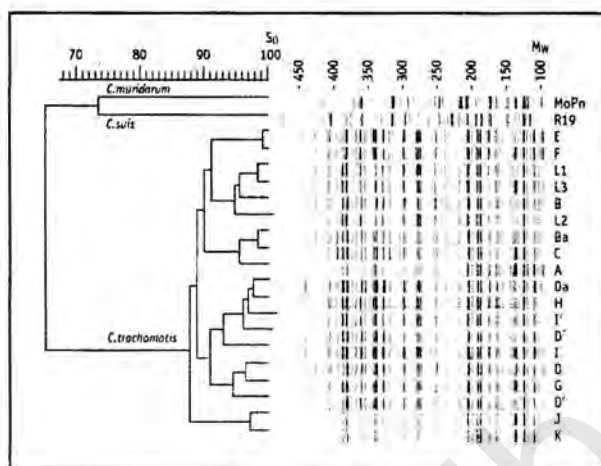 S_D
70 80 90 100
450 400 350 300 250 200 150 100
Mw
C.muridarum
MoPn
C.suis
R19
E
F
L1
L3
B
L2
Ba
C
A
Da
H
I'
D¯
I
D
G
D'
J
K
C.trachomatis